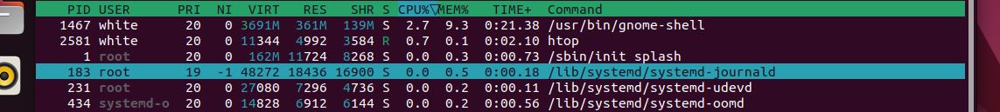 PID USER PRI NI VIRT RES SHR S CPU%▽MEM% TIME+ Command
1467 white 20 0 3691M 361M 139M S 2.7 9.3 0:21.38 /usr/bin/gnome-shell
2581 white 20 0 11344 4992 3584 R 0.7 0.1 0:02.10 htop
1 root 20 0 162M 11724 8268 S 0.0 0.3 0:00.73 /sbin/init splash
183 root 19 -1 48272 18436 16900 S 0.0 0.5 0:00.18 /lib/systemd/systemd-journald
231 root 20 0 27080 7296 4736 S 0.0 0.2 0:00.11 /lib/systemd/systemd-udevd
434 systemd-o 20 0 14828 6912 6144 S 0.0 0.2 0:00.56 /lib/systemd/systemd-oomd